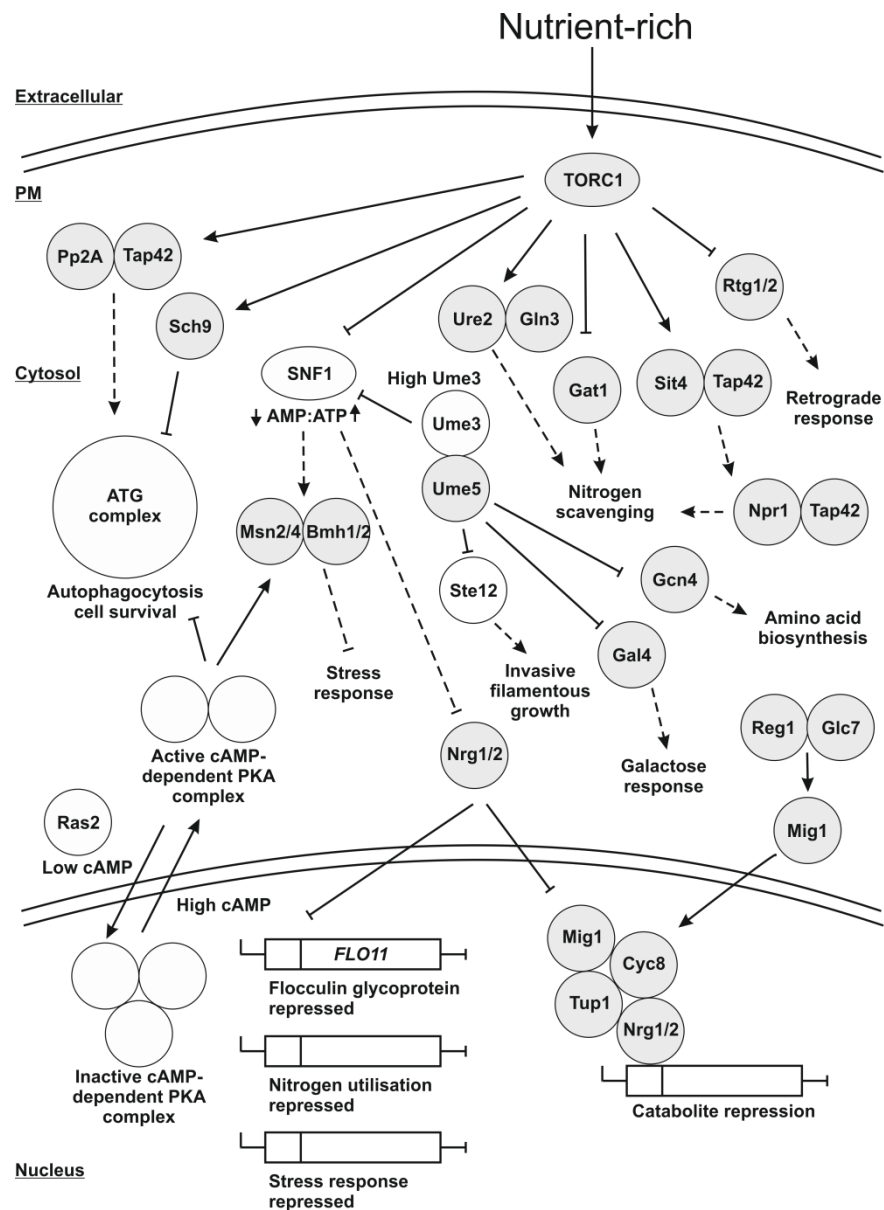 Nutrient-rich
Extracellular
TORC1
PM
Pp2A
Tap42
Rtg1/2
Sch9
Ure2
Gln3
Cytosol
SNF1
High Ume3
Gat1
Sit4
Tap42
Retrograde
response
AMP:ATP
Ume3
ATG
complex
Ume5
Nitrogen
scavenging
Npr1
Tap42
Msn2/4
Bmh1/2
Autophagocytosis
cell survival
Ste12
Gcn4
Amino acid
biosynthesis
Stress
response
Invasive
filamentous
growth
Gal4
Reg1
Glc7
Active cAMP-
dependent PKA
complex
Nrg1/2
Galactose
response
Ras2
Low cAMP
Mig1
High cAMP
FLO11
Flocculin glycoprotein
repressed
Mig1
Cyc8
Tup1
Nrg1/2
Inactive cAMP-
dependent PKA
complex
Nitrogen utilisation
repressed
Catabolite repression
Nucleus
Stress response
repressed